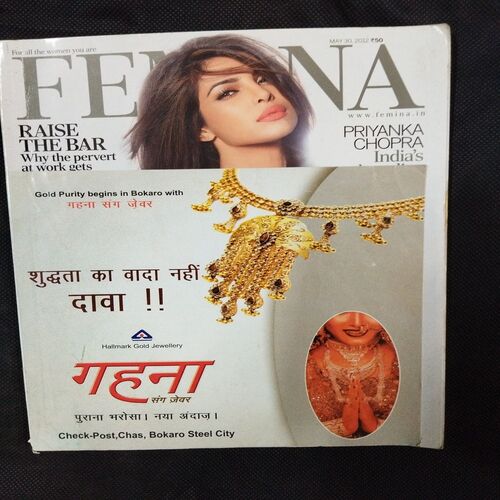 For all the women you are
MAY 30, 2012 ₹50
FEMINA
www.femina.in
RAISE
THE BAR
Why the pervert
at work gets
PRIYANKA
CHOPRA
India's
Gold Purity begins in Bokaro with
गहना संग जेवर
शुद्धता का वादा नहीं
दावा !!
Hallmark Gold Jewellery
गहना
संग ज़ेवर
पुराना भरोसा। नया अंदाज।
Check-Post,Chas, Bokaro Steel City